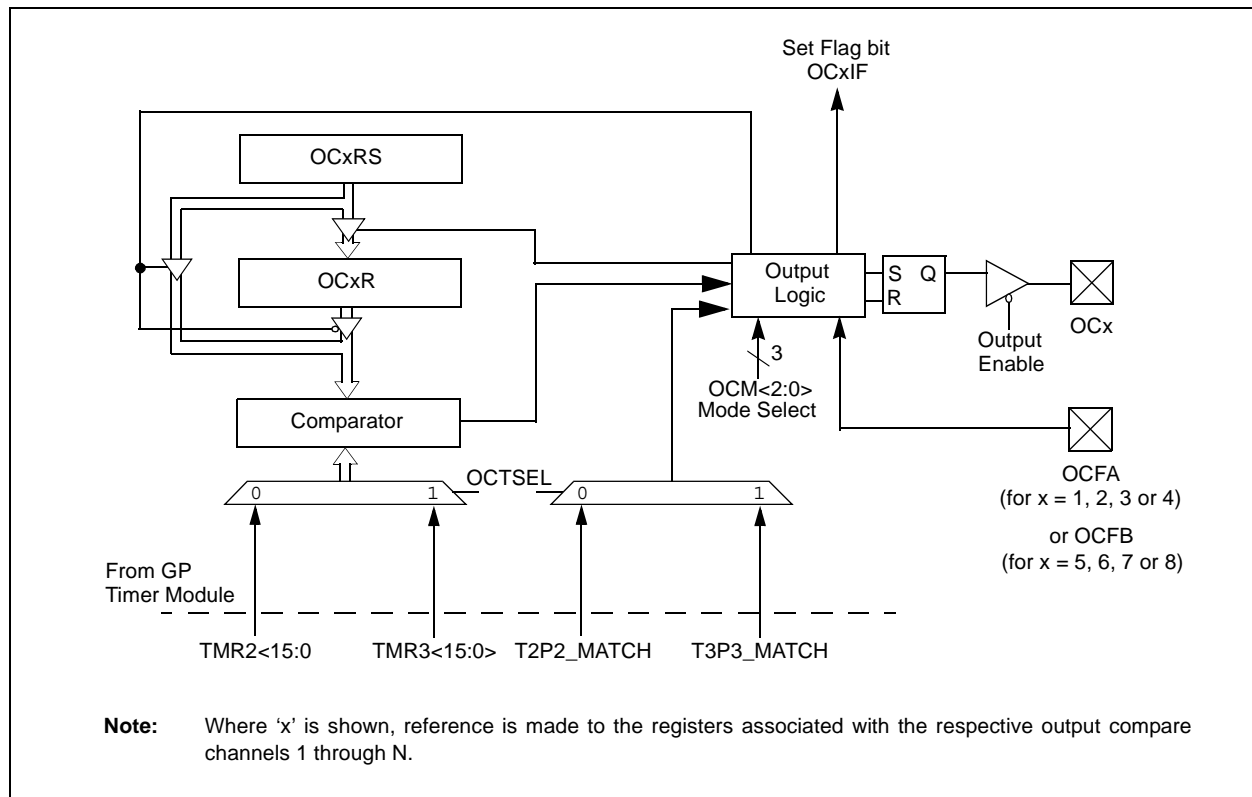 Set Flag bit
OCxIF
OCxRS
OCxR
Output
Logic
S Q
R
OCx
Output
Enable
3
OCM<2:0>
Mode Select
Comparator
OCTSEL
0 1
0 1
OCFA
(for x = 1, 2, 3 or 4)
or OCFB
(for x = 5, 6, 7 or 8)
From GP
Timer Module
TMR2<15:0 TMR3<15:0> T2P2_MATCH T3P3_MATCH
Note: Where ‘x’ is shown, reference is made to the registers associated with the respective output compare
channels 1 through N.